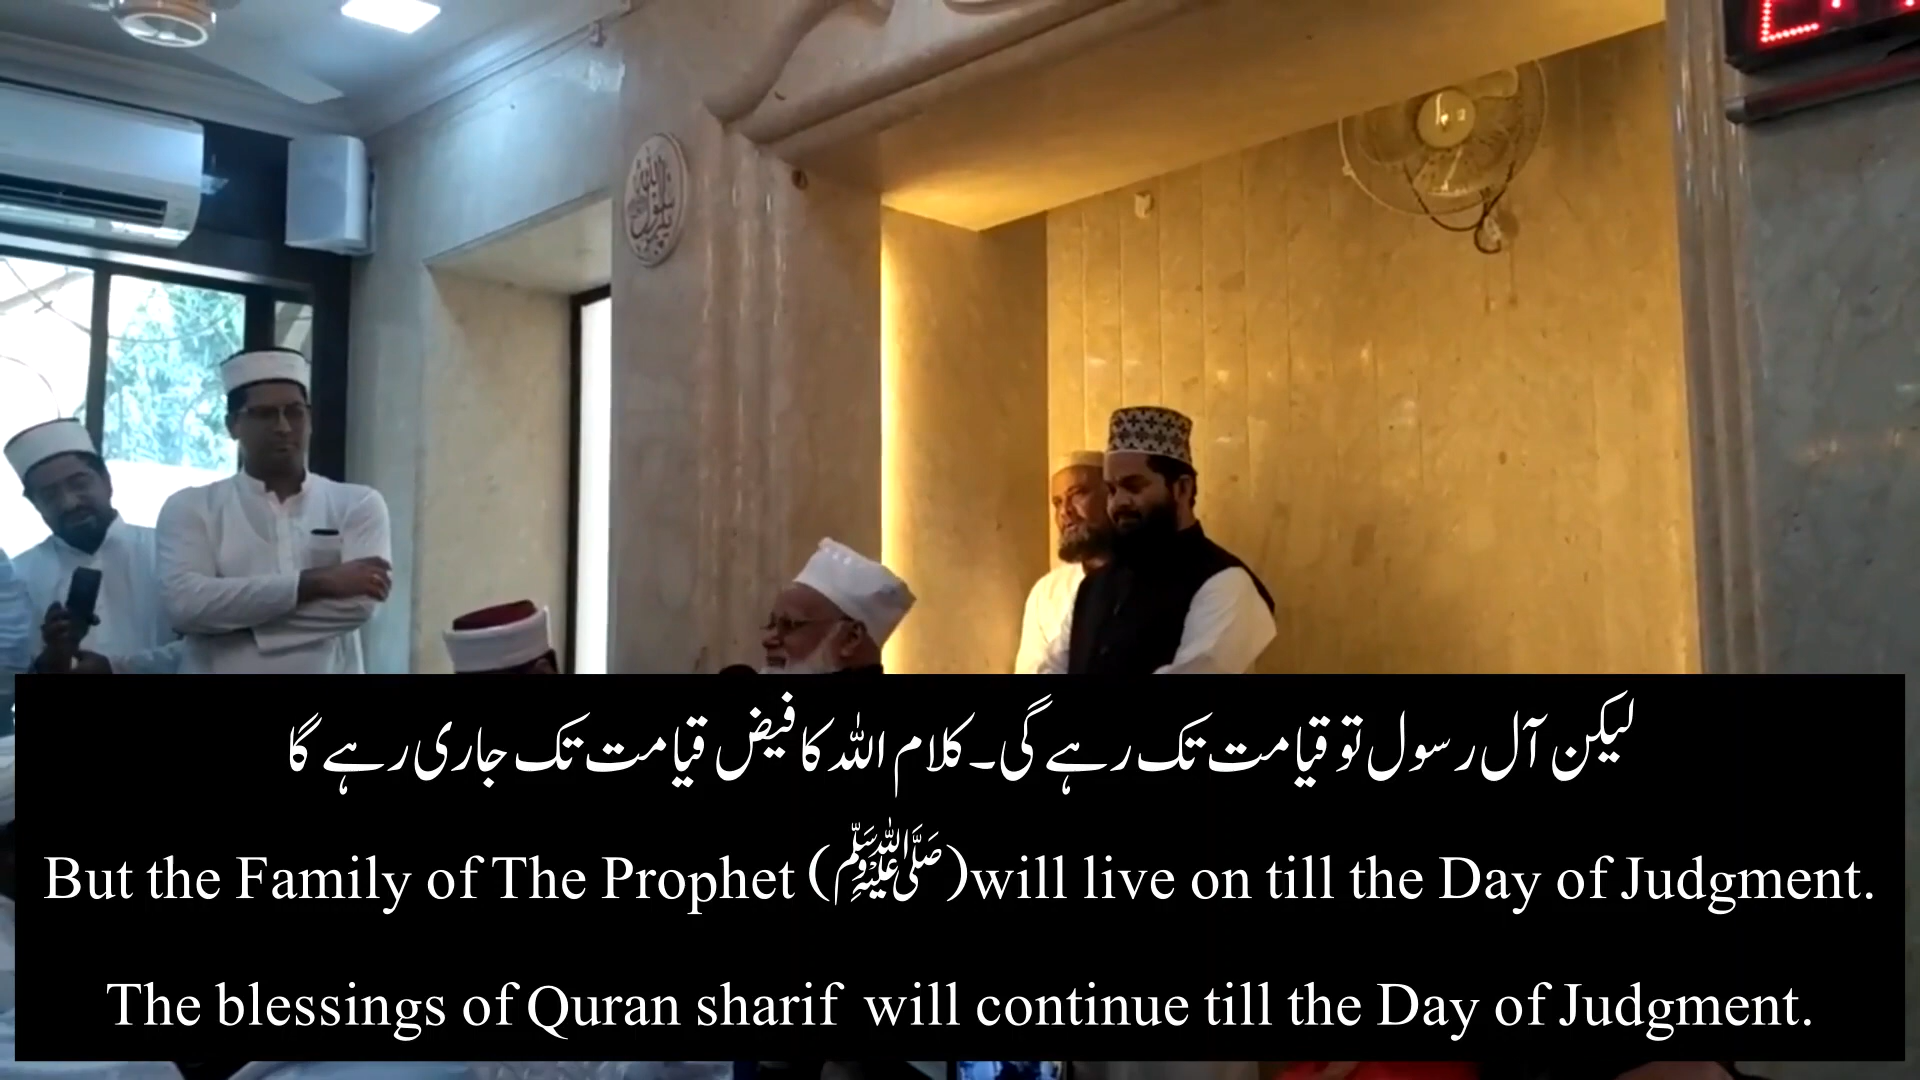 لیکن آل رسول تو قیامت تک رہے گی۔ کلام اللہ کا فیض قیامت تک جاری رہے گا
But the Family of The Prophet (ﷺ)will live on till the Day of Judgment.
The blessings of Quran sharif will continue till the Day of Judgment.